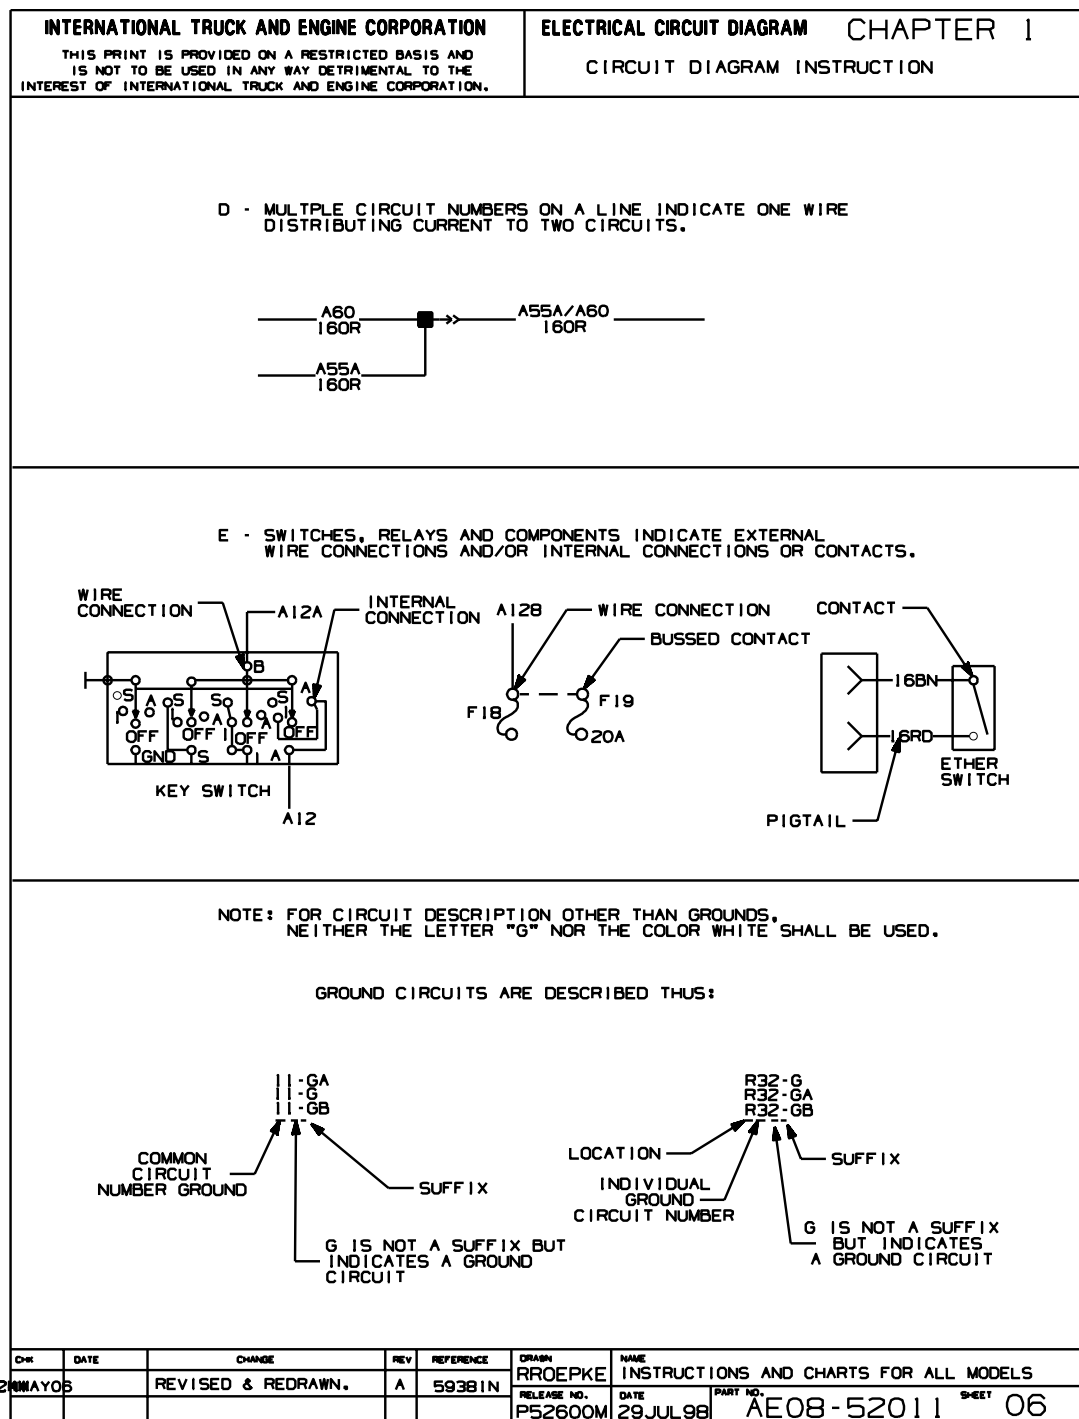 INTERNATIONAL TRUCK AND ENGINE CORPORATION
THIS PRINT IS PROVIDED ON A RESTRICTED BASIS AND
IS NOT TO BE USED IN ANY WAY DETRIMENTAL TO THE
INTEREST OF INTERNATIONAL TRUCK AND ENGINE CORPORATION.
ELECTRICAL CIRCUIT DIAGRAM CHAPTER 1
CIRCUIT DIAGRAM INSTRUCTION
D - MULTPLE CIRCUIT NUMBERS ON A LINE INDICATE ONE WIRE
DISTRIBUTING CURRENT TO TWO CIRCUITS.
A60
160R
A55A/A60
160R
A55A
160R
E - SWITCHES, RELAYS AND COMPONENTS INDICATE EXTERNAL
WIRE CONNECTIONS AND/OR INTERNAL CONNECTIONS OR CONTACTS.
WIRE
CONNECTION
A12A
INTERNAL
CONNECTION
B
S A S S S A
I I A I A I
OFF OFF OFF OFF
GND S I A
KEY SWITCH
A12
A128
WIRE CONNECTION
BUSSED CONTACT
F18
F19
20A
CONTACT
16BN
16RD
ETHER
SWITCH
PIGTAIL
NOTE: FOR CIRCUIT DESCRIPTION OTHER THAN GROUNDS,
NEITHER THE LETTER "G" NOR THE COLOR WHITE SHALL BE USED.
GROUND CIRCUITS ARE DESCRIBED THUS:
11-GA
11-G
11-GB
COMMON
CIRCUIT
NUMBER GROUND
SUFFIX
G IS NOT A SUFFIX BUT
INDICATES A GROUND
CIRCUIT
R32-G
R32-GA
R32-GB
LOCATION
INDIVIDUAL
GROUND
CIRCUIT NUMBER
SUFFIX
G IS NOT A SUFFIX
BUT INDICATES
A GROUND CIRCUIT
CHK DATE CHANGE REV REFERENCE
MAY06 REVISED & REDRAWN. A 59381N
DRAWN
RROEPKE
NAME
INSTRUCTIONS AND CHARTS FOR ALL MODELS
RELEASE NO.
P52600M
DATE
29JUL98
PART NO.
AE08-52011
SHEET 06